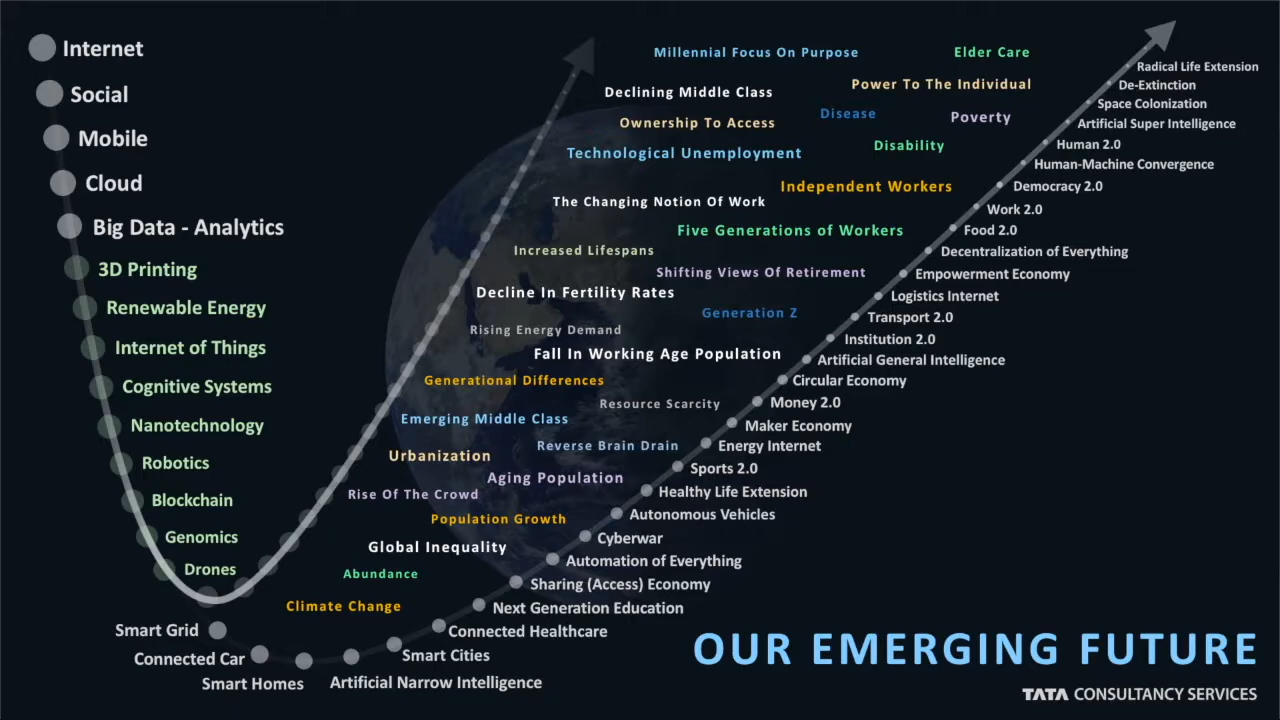 Internet
Social
Mobile
Cloud
Big Data - Analytics
3D Printing
Renewable Energy
Internet of Things
Cognitive Systems
Nanotechnology
Robotics
Blockchain
Genomics
Drones
Smart Grid
Connected Car
Smart Homes
Artificial Narrow Intelligence
Smart Cities
Connected Healthcare
Next Generation Education
Sharing (Access) Economy
Automation of Everything
Cyberwar
Autonomous Vehicles
Healthy Life Extension
Sports 2.0
Energy Internet
Maker Economy
Money 2.0
Circular Economy
Artificial General Intelligence
Institution 2.0
Transport 2.0
Logistics Internet
Empowerment Economy
Decentralization of Everything
Food 2.0
Work 2.0
Democracy 2.0
Human-Machine Convergence
Human 2.0
Artificial Super Intelligence
Space Colonization
De-Extinction
Radical Life Extension
Millennial Focus On Purpose
Elder Care
Power To The Individual
Declining Middle Class
Disease
Poverty
Ownership To Access
Disability
Technological Unemployment
Independent Workers
The Changing Notion Of Work
Five Generations of Workers
Increased Lifespans
Shifting Views Of Retirement
Decline In Fertility Rates
Generation Z
Rising Energy Demand
Fall In Working Age Population
Generational Differences
Resource Scarcity
Emerging Middle Class
Reverse Brain Drain
Urbanization
Aging Population
Rise Of The Crowd
Population Growth
Global Inequality
Abundance
Climate Change
OUR EMERGING FUTURE
TATA CONSULTANCY SERVICES